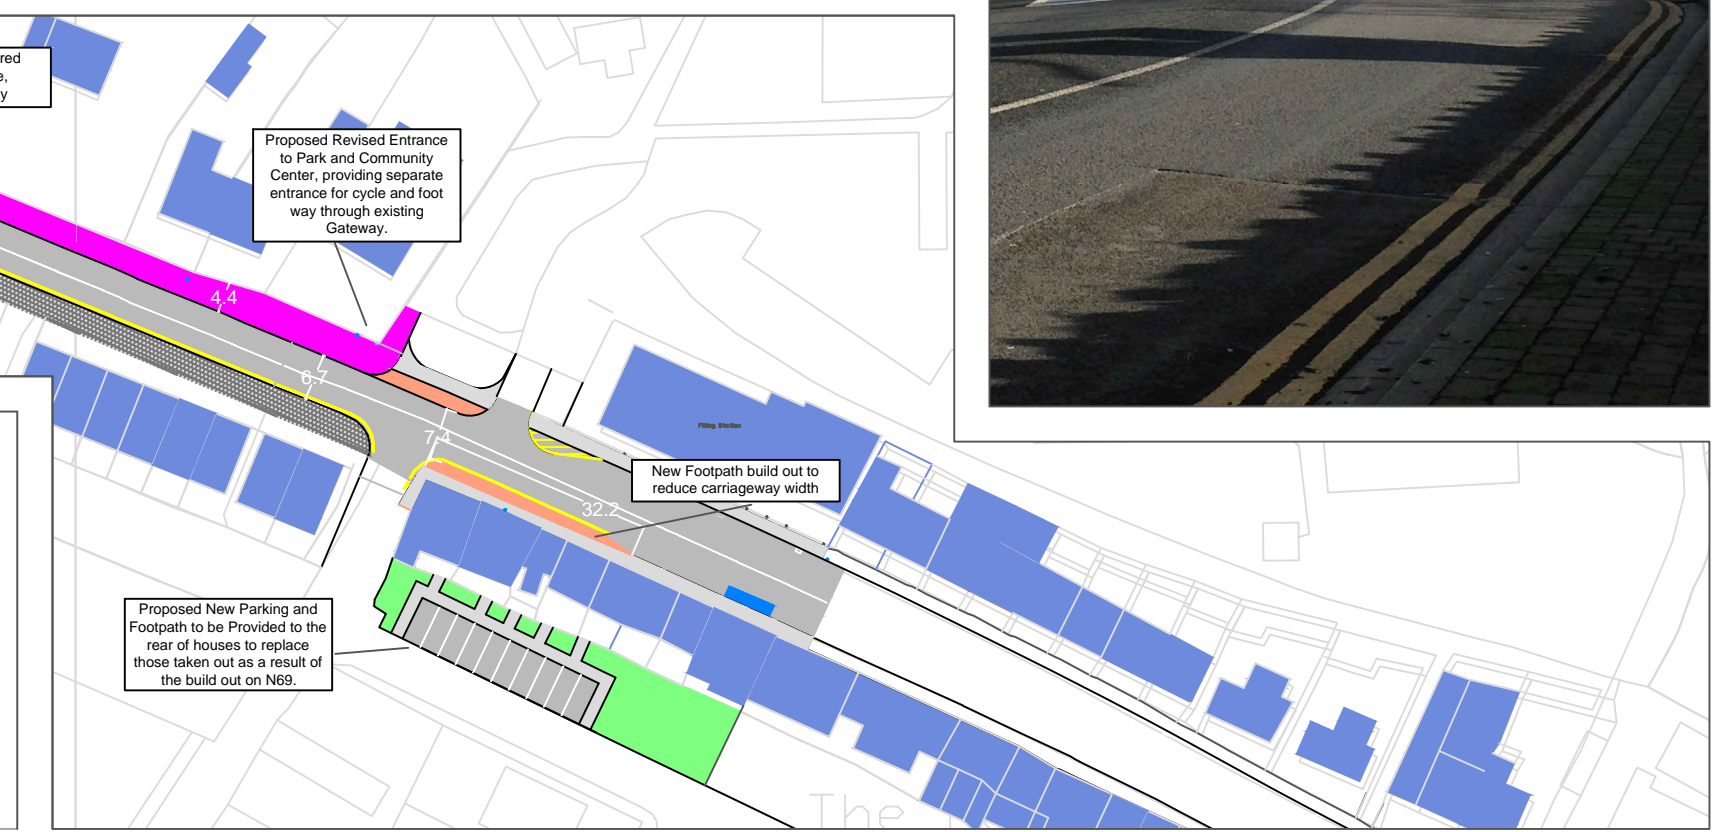 red
e,
y
Proposed Revised Entrance
to Park and Community
Center, providing separate
entrance for cycle and foot
way through existing
Gateway.
4.4
6.7
7.4
Filling Station
New Footpath build out to
reduce carriageway width
32.2
Proposed New Parking and
Footpath to be Provided to the
rear of houses to replace
those taken out as a result of
the build out on N69.
The